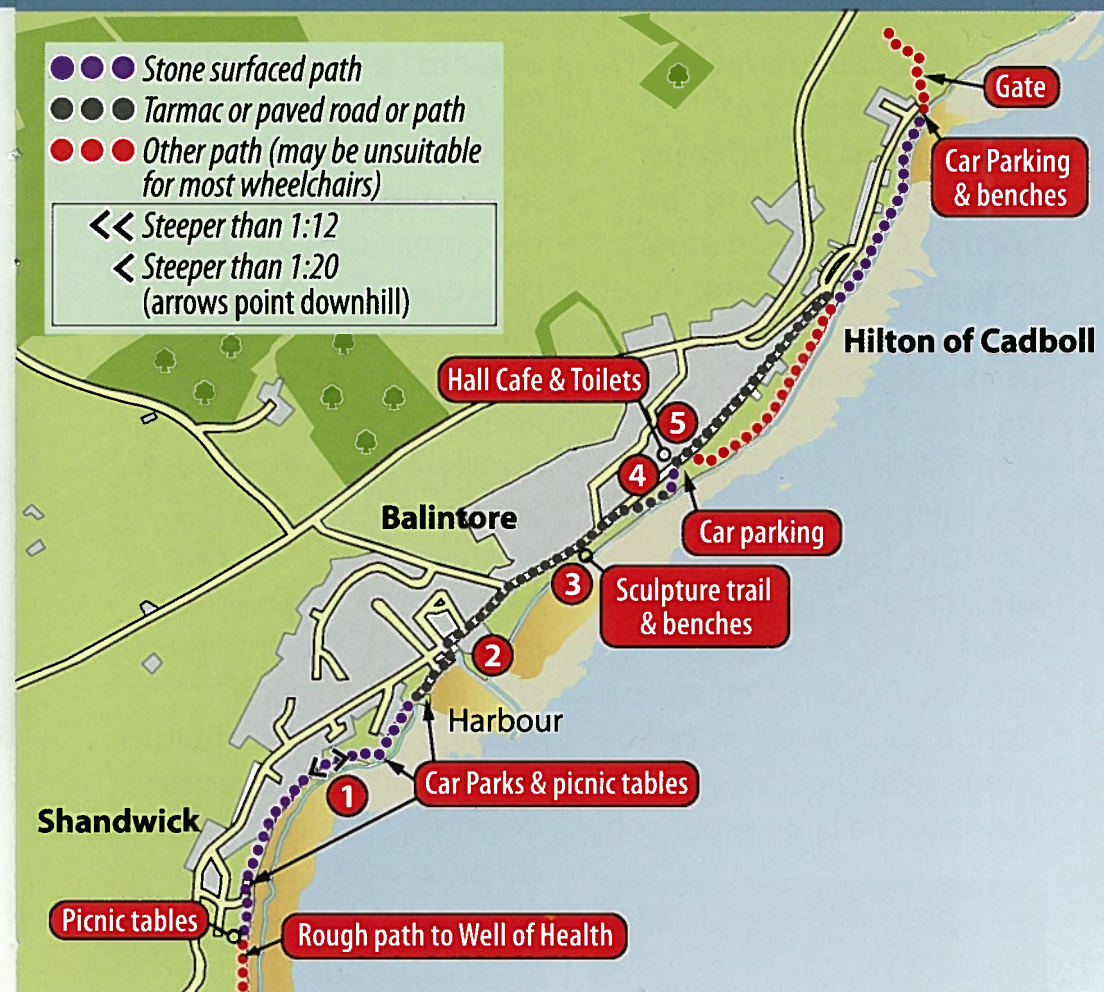 Stone surfaced path
Tarmac or paved road or path
Other path (may be unsuitable
for most wheelchairs)
<< Steeper than 1:12
< Steeper than 1:20
(arrows point downhill)
Gate
Car Parking
& benches
Hilton of Cadboll
Hall Cafe & Toilets
5
4
Balintore
Car parking
3
Sculpture trail
& benches
2
Harbour
Car Parks & picnic tables
1
Shandwick
Picnic tables
Rough path to Well of Health